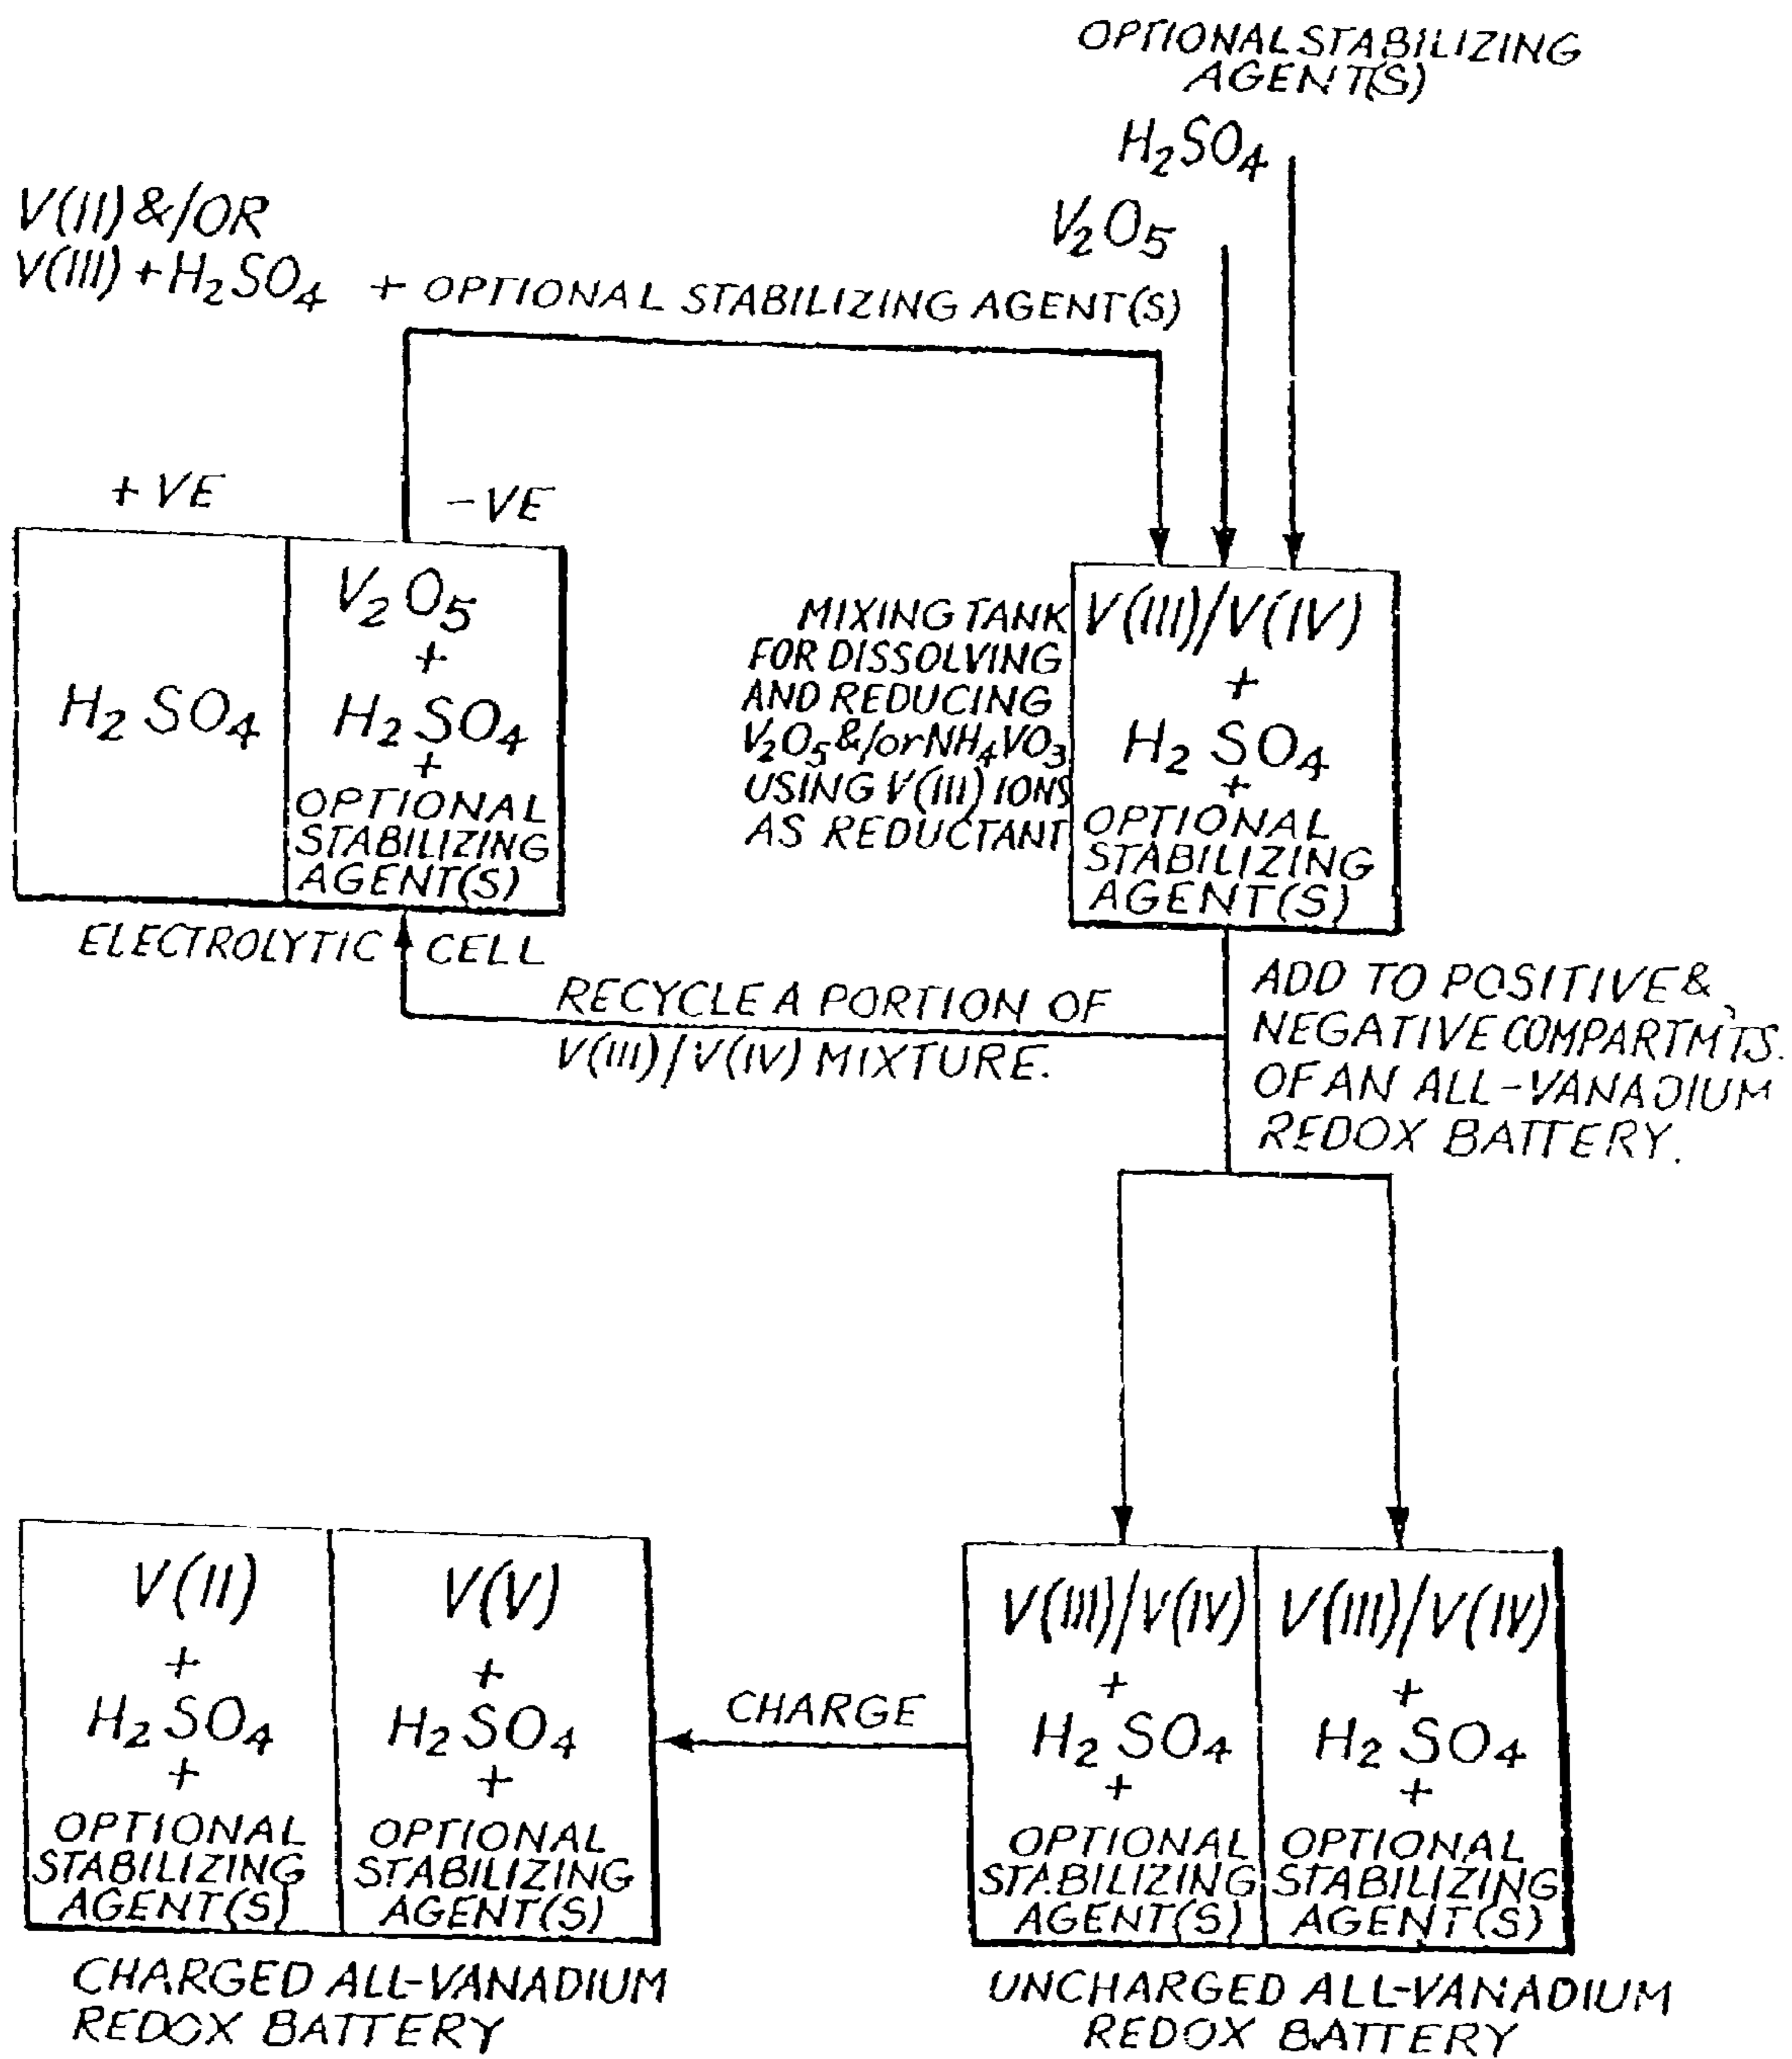 OPTIONAL STABILIZING
AGENT(S)
H₂SO₄
V₂O₅
V(II) &/OR
V(III) + H₂SO₄ + OPTIONAL STABILIZING AGENT(S)
+VE
-VE
H₂SO₄
V₂O₅
+
H₂SO₄
+
OPTIONAL
STABILIZING
AGENT(S)
ELECTROLYTIC CELL
MIXING TANK
FOR DISSOLVING
AND REDUCING
V₂O₅&/orNH₄VO₃
USING V(III) IONS
AS REDUCTANT
V(III)/V(IV)
+
H₂SO₄
+
OPTIONAL
STABILIZING
AGENT(S)
RECYCLE A PORTION OF
V(III)/V(IV) MIXTURE.
ADD TO POSITIVE &
NEGATIVE COMPARTM'TS.
OF AN ALL-VANADIUM
REDOX BATTERY.
V(II)
+
H₂SO₄
+
OPTIONAL
STABILIZING
AGENT(S)
V(V)
+
H₂SO₄
+
OPTIONAL
STABILIZING
AGENT(S)
CHARGED ALL-VANADIUM
REDOX BATTERY
CHARGE
V(III)/V(IV)
+
H₂SO₄
+
OPTIONAL
STABILIZING
AGENT(S)
V(III)/V(IV)
+
H₂SO₄
+
OPTIONAL
STABILIZING
AGENT(S)
UNCHARGED ALL-VANADIUM
REDOX BATTERY